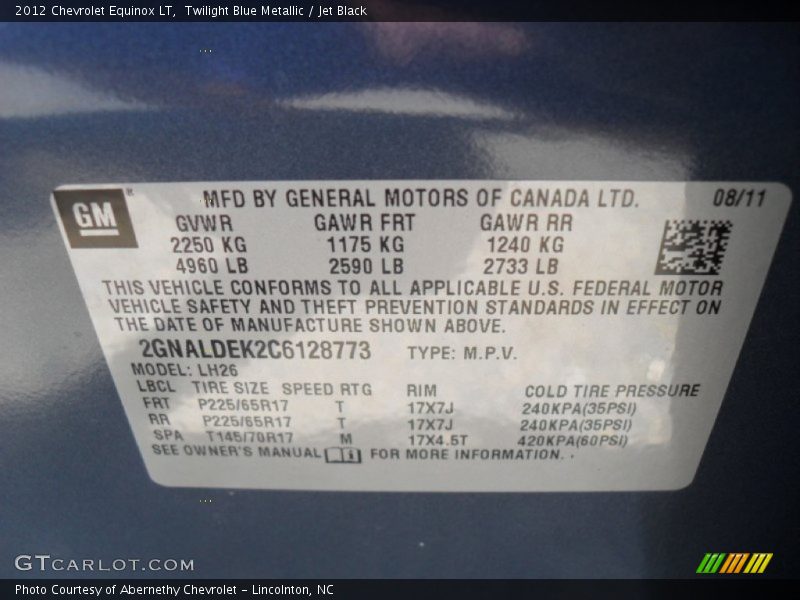 2012 Chevrolet Equinox LT, Twilight Blue Metallic / Jet Black
GM ® MFD BY GENERAL MOTORS OF CANADA LTD. 08/11
GVWR GAWR FRT GAWR RR
2250 KG 1175 KG 1240 KG
4960 LB 2590 LB 2733 LB
THIS VEHICLE CONFORMS TO ALL APPLICABLE U.S. FEDERAL MOTOR
VEHICLE SAFETY AND THEFT PREVENTION STANDARDS IN EFFECT ON
THE DATE OF MANUFACTURE SHOWN ABOVE.
2GNALDEK2C6128773 TYPE: M.P.V.
MODEL: LH26
LBCL TIRE SIZE SPEED RTG RIM COLD TIRE PRESSURE
FRT P225/65R17 T 17X7J 240KPA(35PSI)
RR P225/65R17 T 17X7J 240KPA(35PSI)
SPA T145/70R17 M 17X4.5T 420KPA(60PSI)
SEE OWNER'S MANUAL FOR MORE INFORMATION.
GTCARLOT.COM
Photo Courtesy of Abernethy Chevrolet - Lincolnton, NC